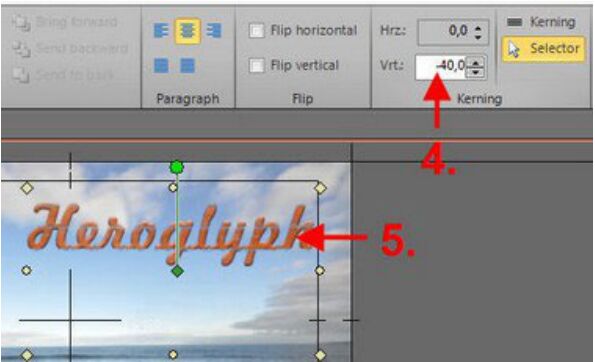 Bring forward
Send backward
Send to back
Paragraph
Flip horizontal
Flip vertical
Flip
Hrz.: 0,0
Vrt.: -40,0
Kerning
Selector
Kerning
4.
Heroglyph
5.